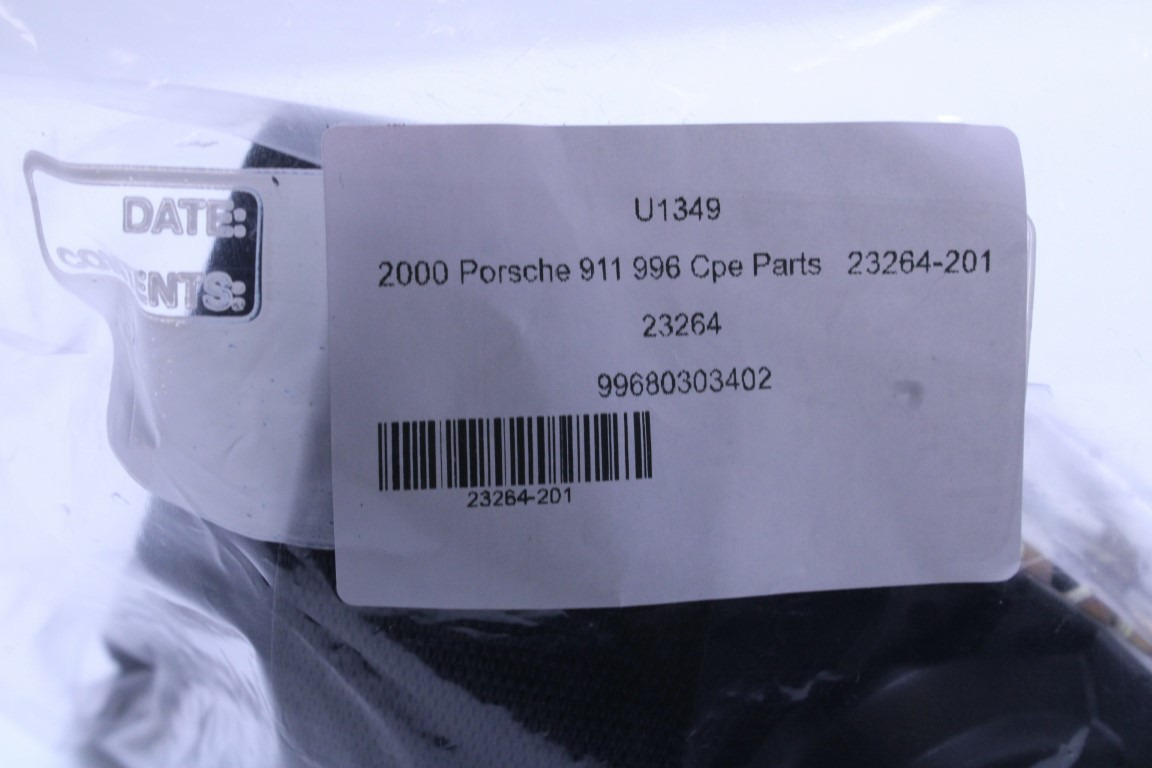 U1349
2000 Porsche 911 996 Cpe Parts 23264-201
23264
99680303402
23264-201
DATE:
CONTENTS: